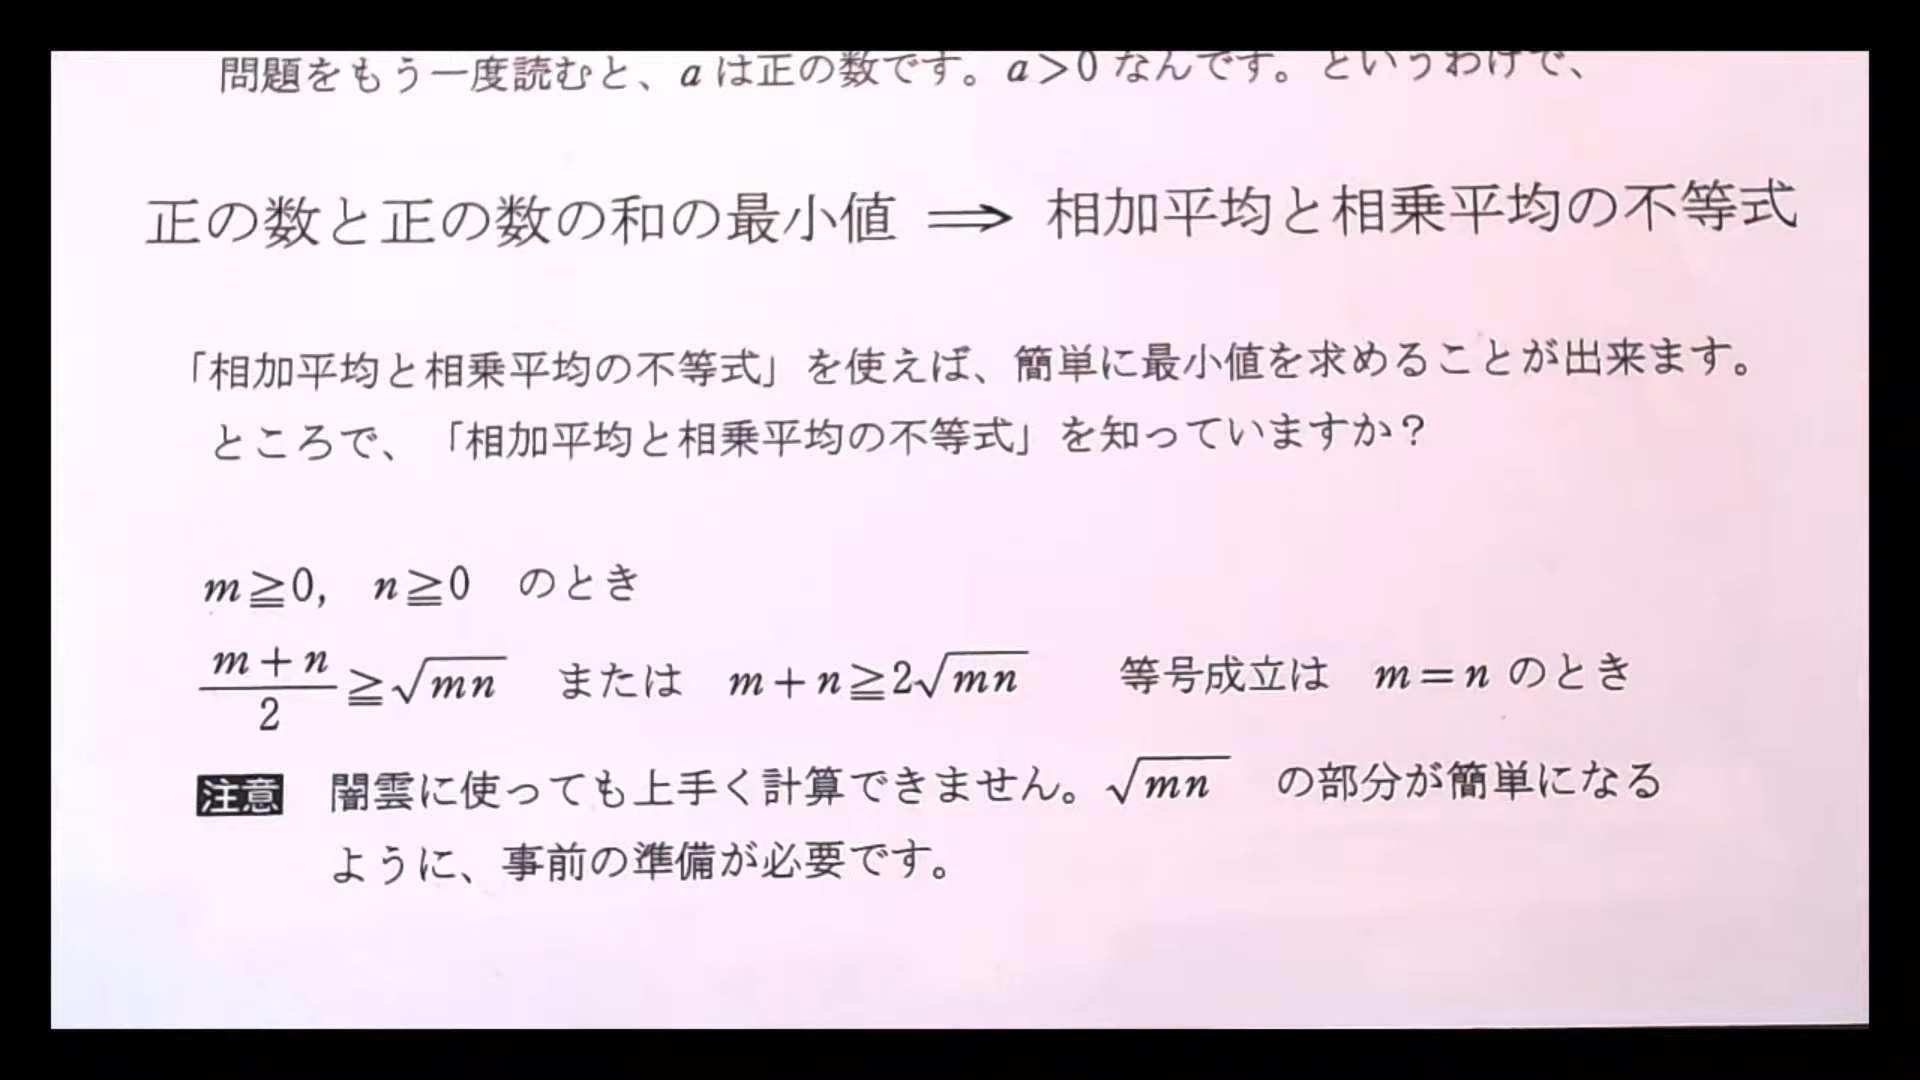 問題をもう一度読むと、aは正の数です。a>0なんです。というわけで、
正の数と正の数の和の最小値 ⟹ 相加平均と相乗平均の不等式
「相加平均と相乗平均の不等式」を使えば、簡単に最小値を求めることが出来ます。
ところで、「相加平均と相乗平均の不等式」を知っていますか？
m≧0, n≧0 のとき
(m+n)/2≧√mn または m+n≧2√mn 等号成立は m=n のとき
注意 闇雲に使っても上手く計算できません。√mn の部分が簡単になる
ように、事前の準備が必要です。